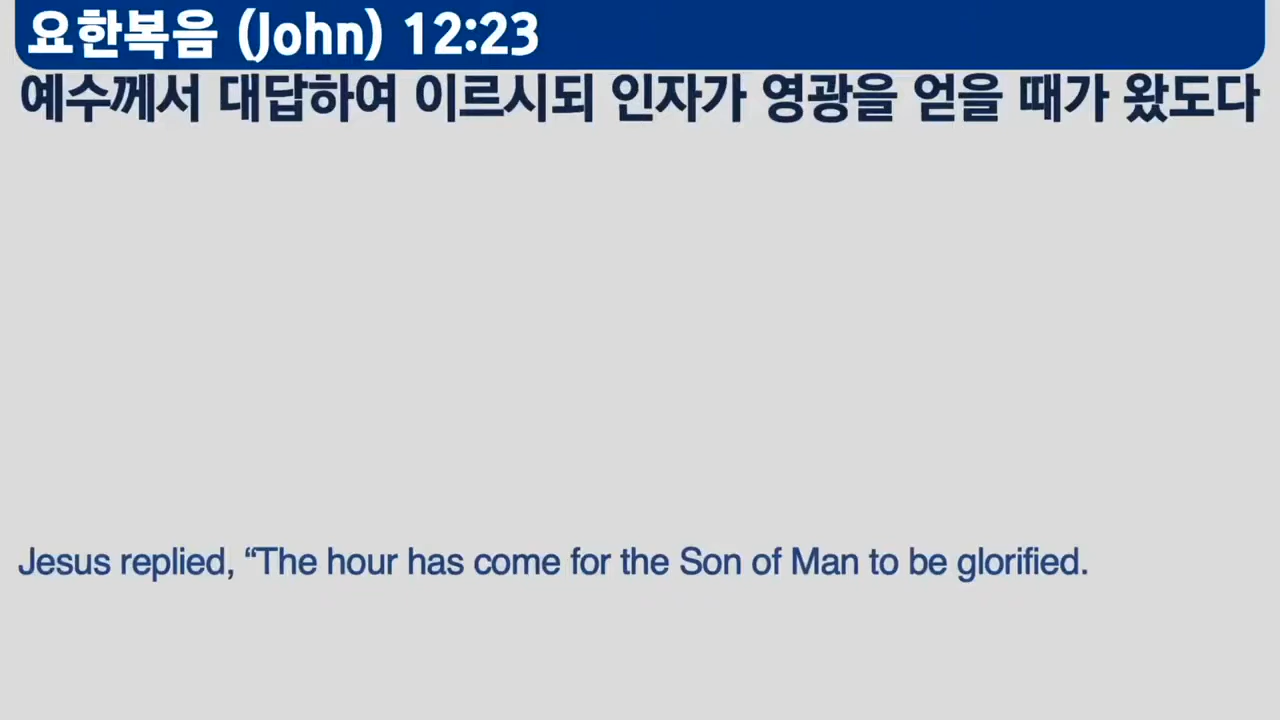 요한복음 (John) 12:23
예수께서 대답하여 이르시되 인자가 영광을 얻을 때가 왔도다
Jesus replied, “The hour has come for the Son of Man to be glorified.